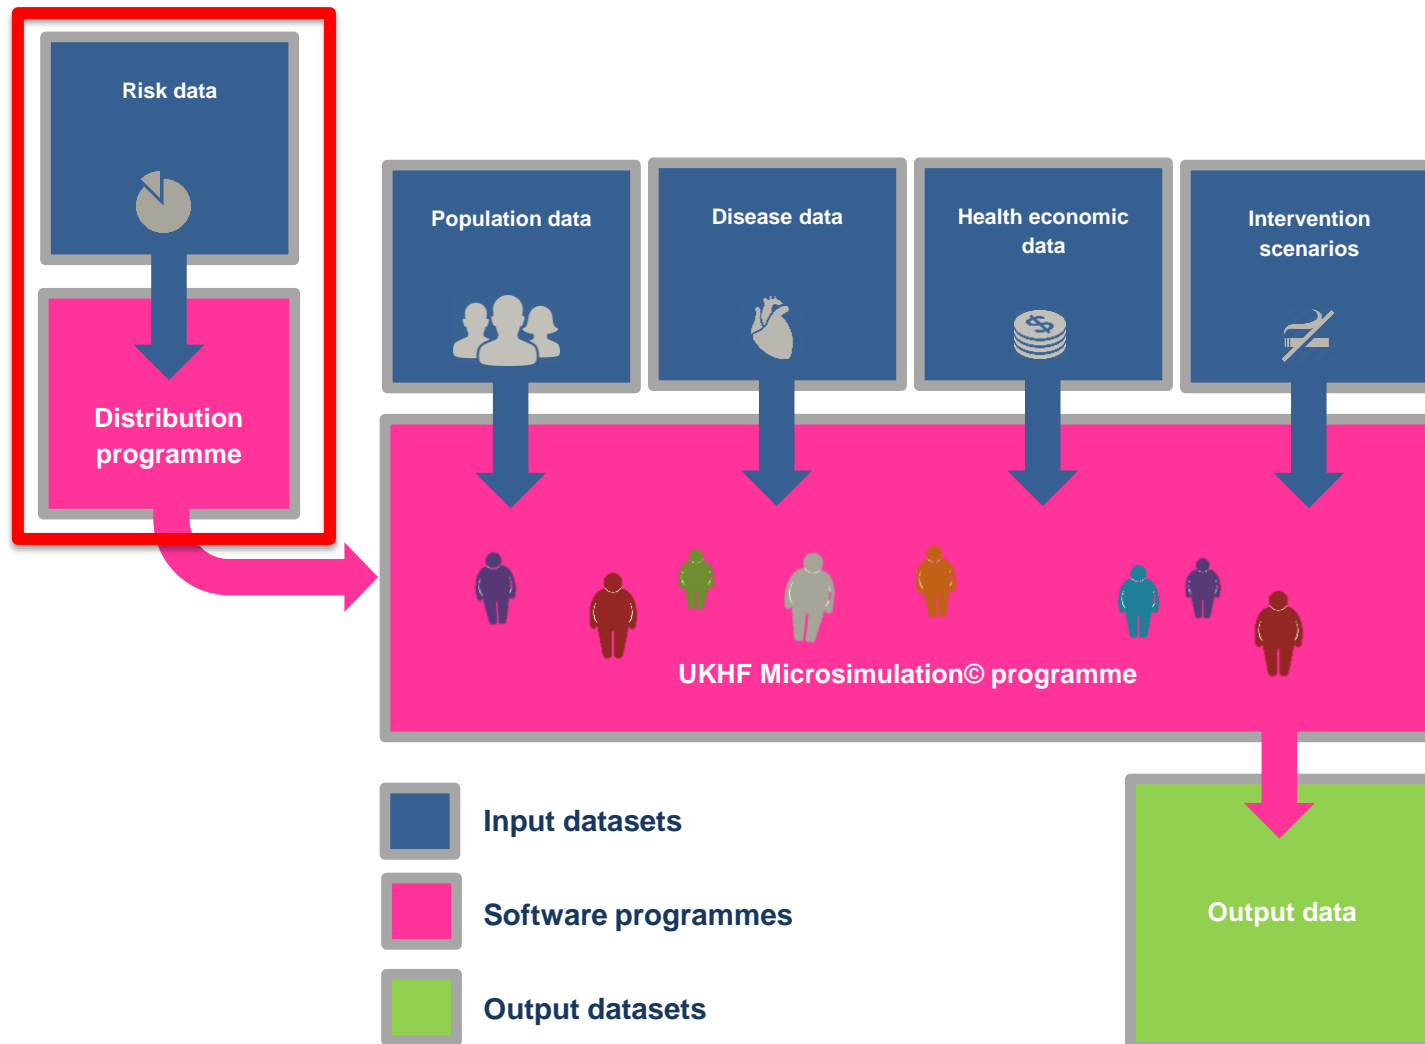 Risk data
Distribution
programme
Population data
Disease data
Health economic
data
Intervention
scenarios
$
UKHF Microsimulation© programme
Input datasets
Software programmes
Output datasets
Output data